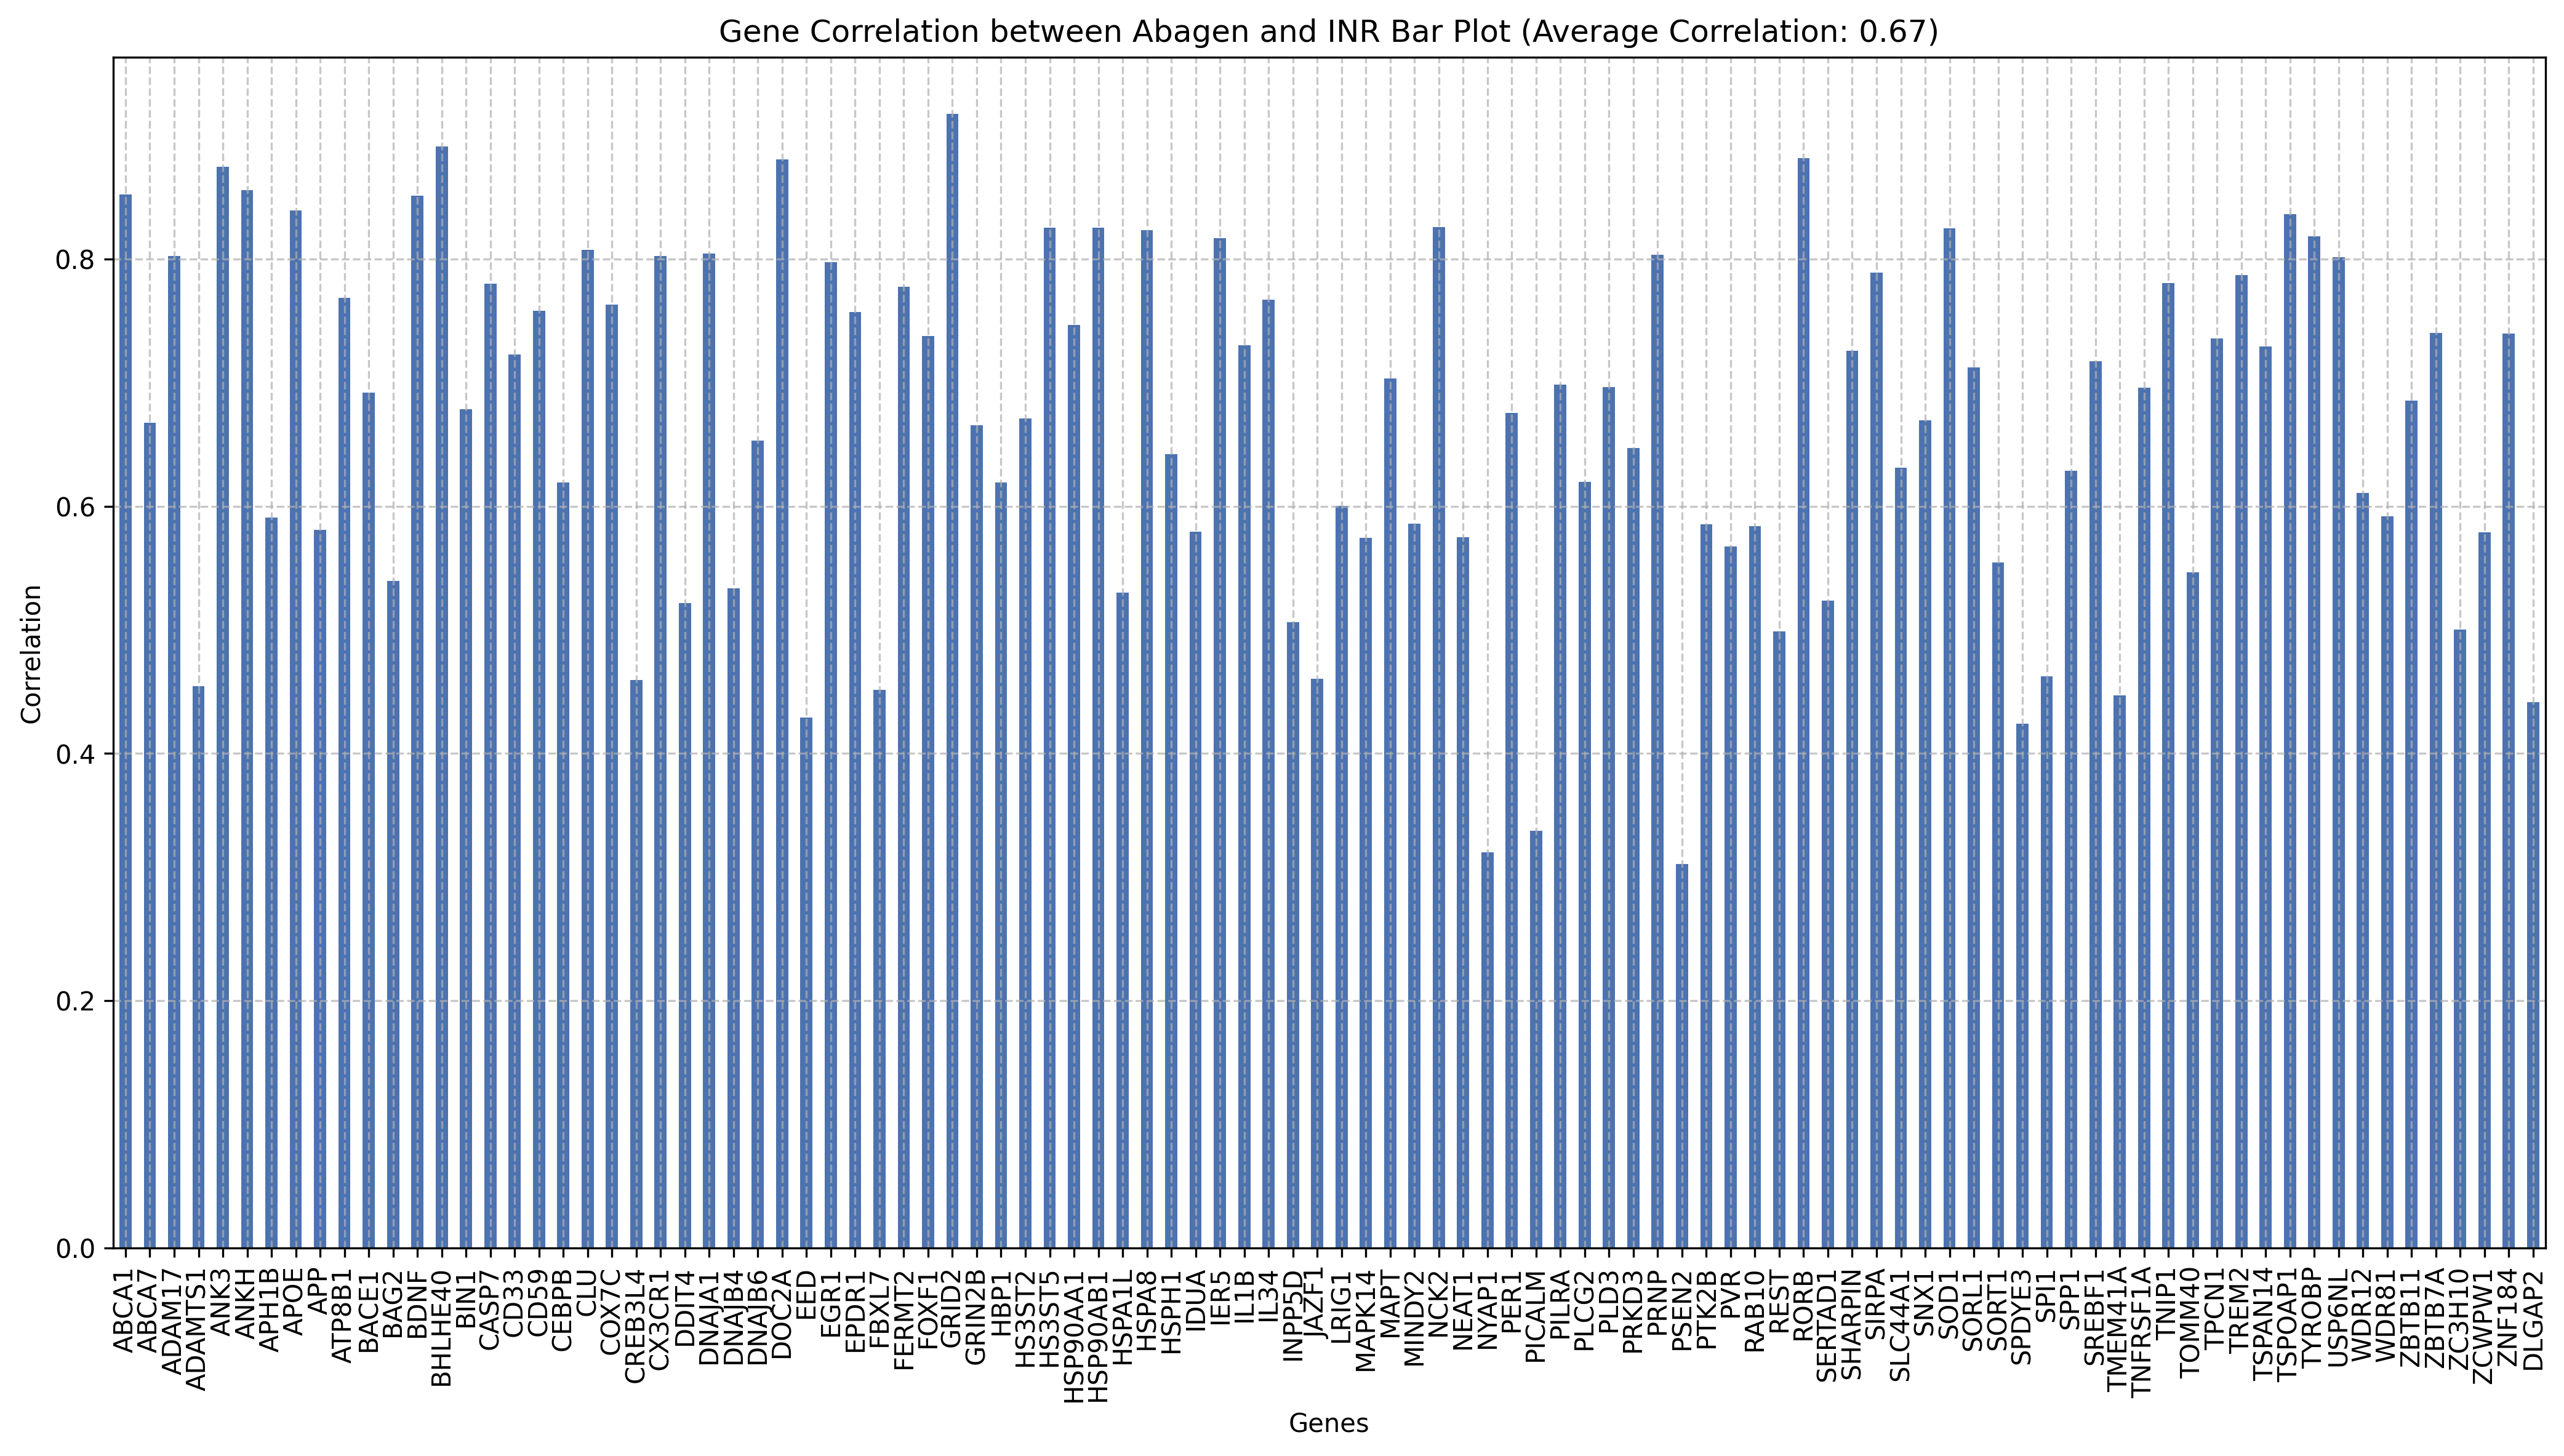 Gene Correlation between Abagen and INR Bar Plot (Average Correlation: 0.67)
Correlation
0.8
0.6
0.4
0.2
0.0
ABCA1
ABCA7
ADAM17
ADAMTS1
ANK3
ANKH
APH1B
APOE
APP
ATP8B1
BACE1
BAG2
BDNF
BHLHE40
BIN1
CASP7
CD33
CD59
CEBPB
CLU
COX7C
CREB3L4
CX3CR1
DDIT4
DNAJA1
DNAJB4
DNAJB6
DOC2A
EED
EGR1
EPDR1
FBXL7
FERMT2
FOXF1
GRID2
GRIN2B
HBP1
HS3ST2
HS3ST5
HSP90AA1
HSP90AB1
HSPA1L
HSPA8
HSPH1
IDUA
IER5
IL1B
IL34
INPP5D
JAZF1
LRIG1
MAPK14
MAPT
MINDY2
NCK2
NEAT1
NYAP1
PER1
PICALM
PILRA
PLCG2
PLD3
PRKD3
PRNP
PSEN2
PTK2B
PVR
RAB10
REST
RORB
SERTAD1
SHARPIN
SIRPA
SLC44A1
SNX1
SOD1
SORL1
SORT1
SPDYE3
SPI1
SPP1
SREBF1
TMEM41A
TNFRSF1A
TNIP1
TOMM40
TPCN1
TREM2
TSPAN14
TSPOAP1
TYROBP
USP6NL
WDR12
WDR81
ZBTB11
ZBTB7A
ZC3H10
ZCWPW1
ZNF184
DLGAP2
Genes